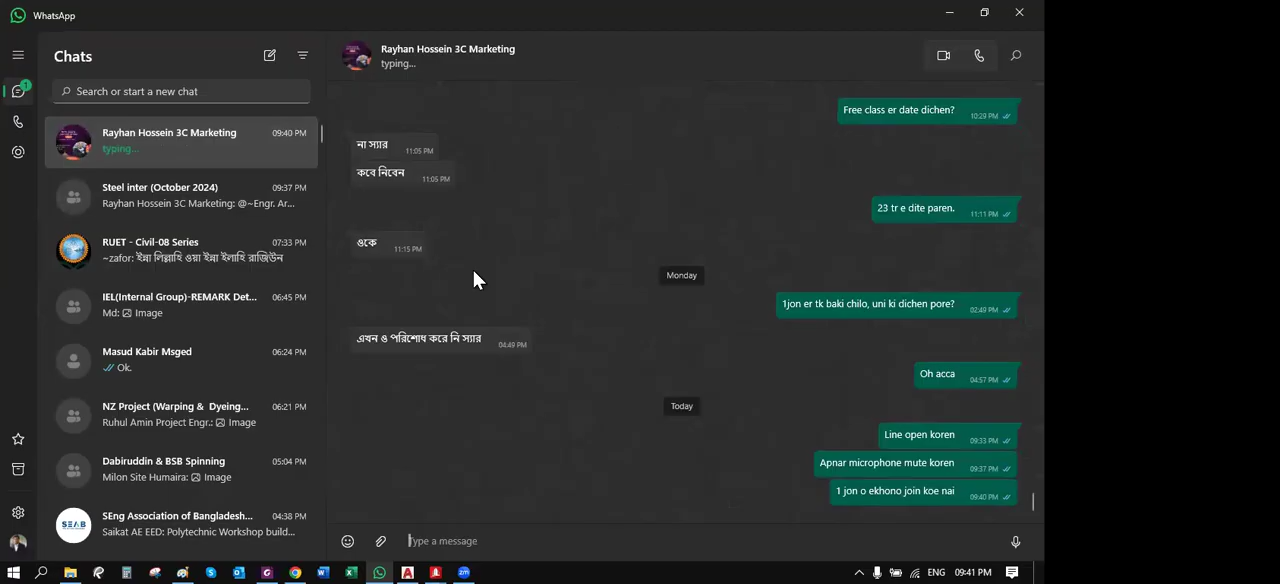 WhatsApp
Chats
Search or start a new chat
Rayhan Hossein 3C Marketing 09:40 PM
typing...
Steel inter (October 2024) 09:37 PM
Rayhan Hossein 3C Marketing: @~Engr. Ar...
RUET - Civil-08 Series 07:33 PM
~zafor: ইন্না লিল্লাহি ওয়া ইন্না ইলাহি রাজিউন
IEL(Internal Group)-REMARK Det... 06:45 PM
Md: Image
Masud Kabir Msged 06:24 PM
Ok.
NZ Project (Warping & Dyeing... 06:21 PM
Ruhul Amin Project Engr.: Image
Dabiruddin & BSB Spinning 05:04 PM
Milon Site Humaira: Image
SEng Association of Bangladesh... 04:38 PM
Saikat AE EED: Polytechnic Workshop build...
SEAB
1
Rayhan Hossein 3C Marketing
typing...
Free class er date dichen? 10:29 PM
না স্যার 11:05 PM
কবে নিবেন 11:05 PM
23 tr e dite paren. 11:11 PM
ওকে 11:15 PM
Monday
1jon er tk baki chilo, uni ki dichen pore? 02:49 PM
এখন ও পরিশোধ করে নি স্যার 04:49 PM
Oh acca 04:57 PM
Today
Line open koren 09:33 PM
Apnar microphone mute koren 09:37 PM
1 jon o ekhono join koe nai 09:40 PM
Type a message
ENG 09:41 PM